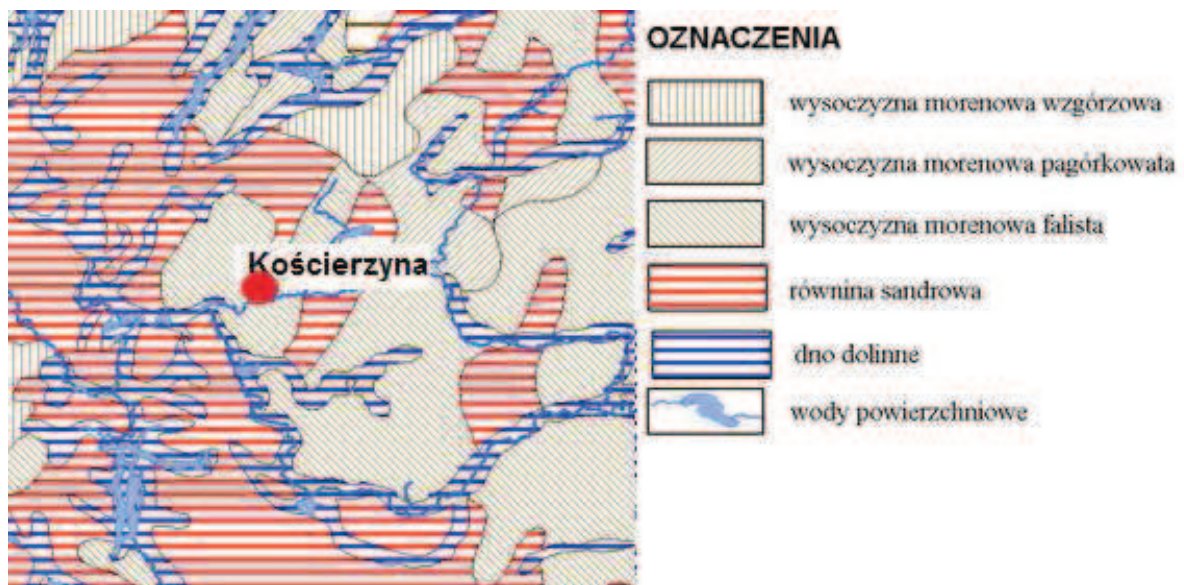 OZNACZENIA
wysoczyzna morenowa wzgórzowa
wysoczyzna morenowa pagórkowata
wysoczyzna morenowa falista
Kościerzyna
równina sandrowa
dno dolinne
wody powierzchniowe